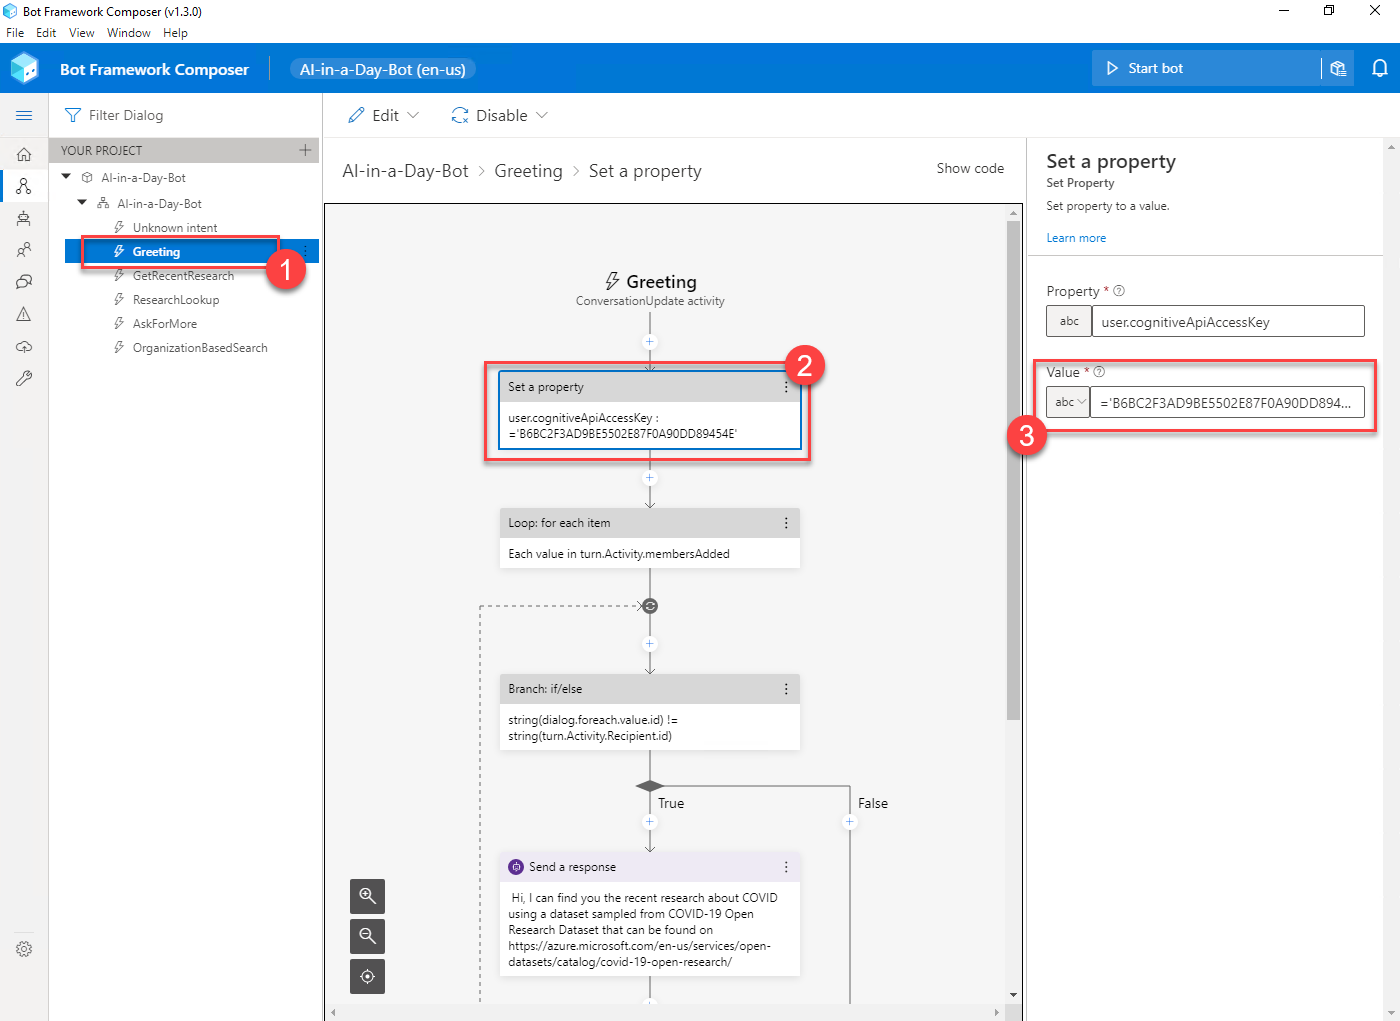 Bot Framework Composer (v1.3.0)
File Edit View Window Help
Bot Framework Composer
AI-in-a-Day-Bot (en-us)
Start bot
Filter Dialog
Edit
Disable
YOUR PROJECT
AI-in-a-Day-Bot
AI-in-a-Day-Bot
Unknown intent
Greeting
1
GetRecentResearch
ResearchLookup
AskForMore
OrganizationBasedSearch
AI-in-a-Day-Bot > Greeting > Set a property
Show code
Greeting
ConversationUpdate activity
2
Set a property
user.cognitiveApiAccessKey :
='B6BC2F3AD9BE5502E87F0A90DD89454E'
Loop: for each item
Each value in turn.Activity.membersAdded
Branch: if/else
string(dialog.foreach.value.id) !=
string(turn.Activity.Recipient.id)
True
False
Send a response
Hi, I can find you the recent research about COVID
using a dataset sampled from COVID-19 Open
Research Dataset that can be found on
https://azure.microsoft.com/en-us/services/open-
datasets/catalog/covid-19-open-research/
Set a property
Set Property
Set property to a value.
Learn more
Property *
abc
user.cognitiveApiAccessKey
Value *
abc
='B6BC2F3AD9BE5502E87F0A90DD894...
3